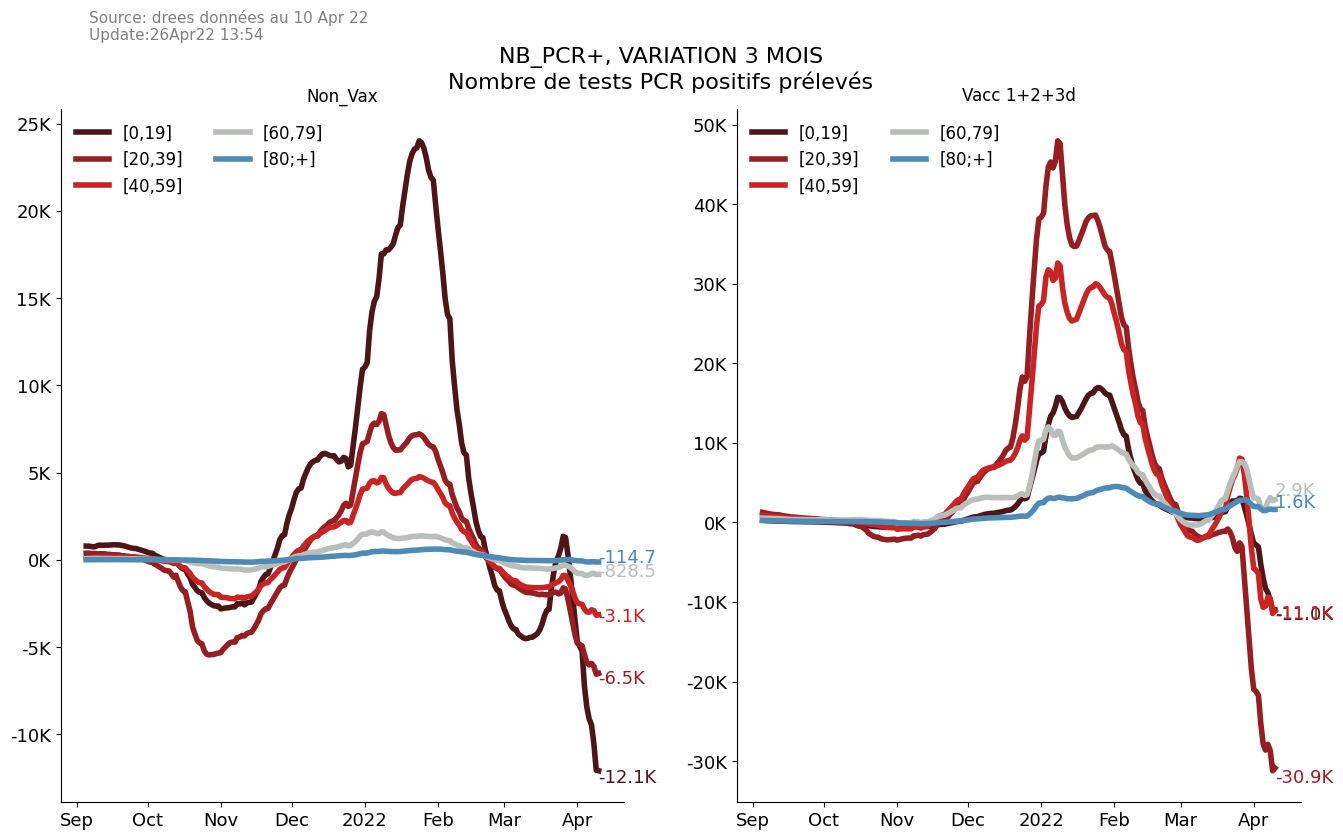 Source: drees données au 10 Apr 22
Update:26Apr22 13:54
NB_PCR+, VARIATION 3 MOIS
Nombre de tests PCR positifs prélevés
Non_Vax
[0,19]
[20,39]
[40,59]
[60,79]
[80;+]
25K
20K
15K
10K
5K
0K
-5K
-10K
-114.7
-828.5
-3.1K
-6.5K
-12.1K
Sep Oct Nov Dec 2022 Feb Mar Apr
Vacc 1+2+3d
[0,19]
[20,39]
[40,59]
[60,79]
[80;+]
50K
40K
30K
20K
10K
0K
-10K
-20K
-30K
2.9K
1.6K
-11.0K
-30.9K
Sep Oct Nov Dec 2022 Feb Mar Apr